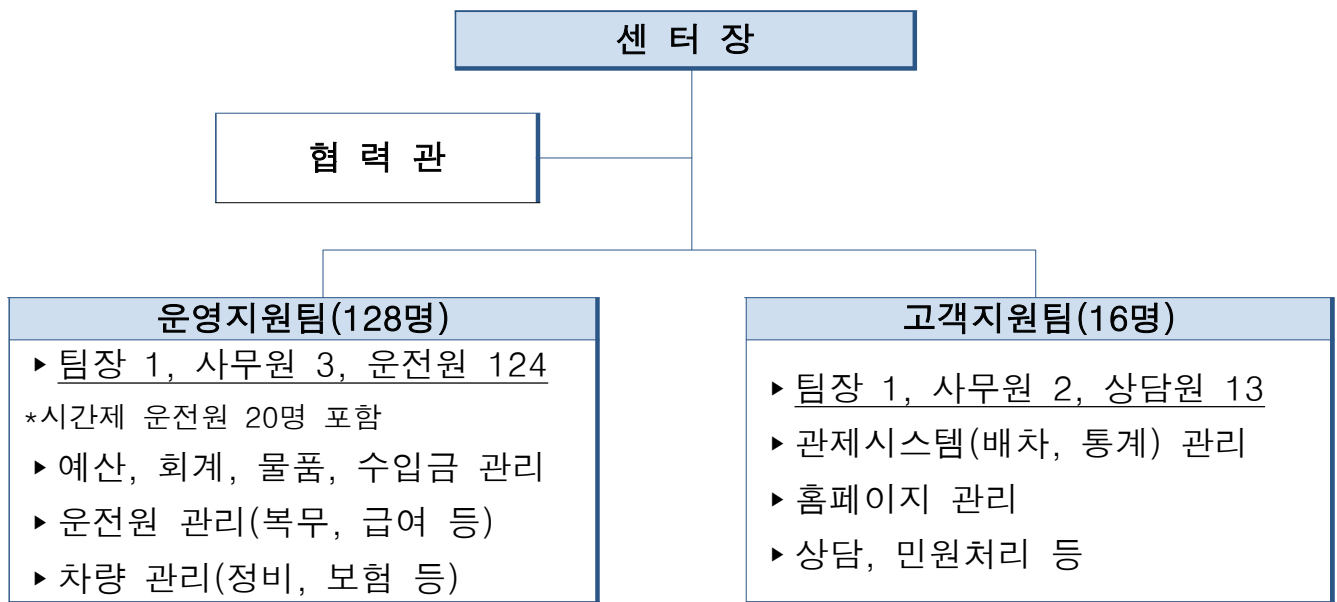 센 터 장
협 력 관
운영지원팀(128명)
▸팀장 1, 사무원 3, 운전원 124
*시간제 운전원 20명 포함
▸예산, 회계, 물품, 수입금 관리
▸운전원 관리(복무, 급여 등)
▸차량 관리(정비, 보험 등)
고객지원팀(16명)
▸팀장 1, 사무원 2, 상담원 13
▸관제시스템(배차, 통계) 관리
▸홈페이지 관리
▸상담, 민원처리 등